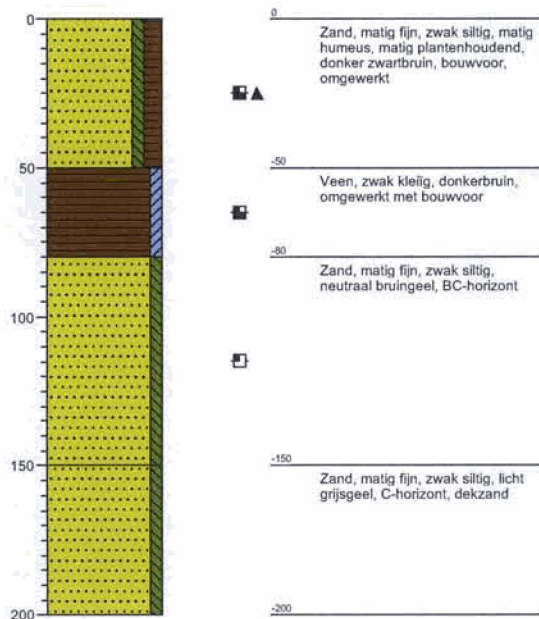 0
0
Zand, matig fijn, zwak siltig, matig
humeus, matig plantenhoudend,
donker zwartbruin, bouwvoor,
omgewerkt
50
-50
Veen, zwak kleiïg, donkerbruin,
omgewerkt met bouwvoor
-80
Zand, matig fijn, zwak siltig,
neutraal bruingeel, BC-horizont
100
150
-150
Zand, matig fijn, zwak siltig, licht
grijsgeel, C-horizont, dekzand
200
-200